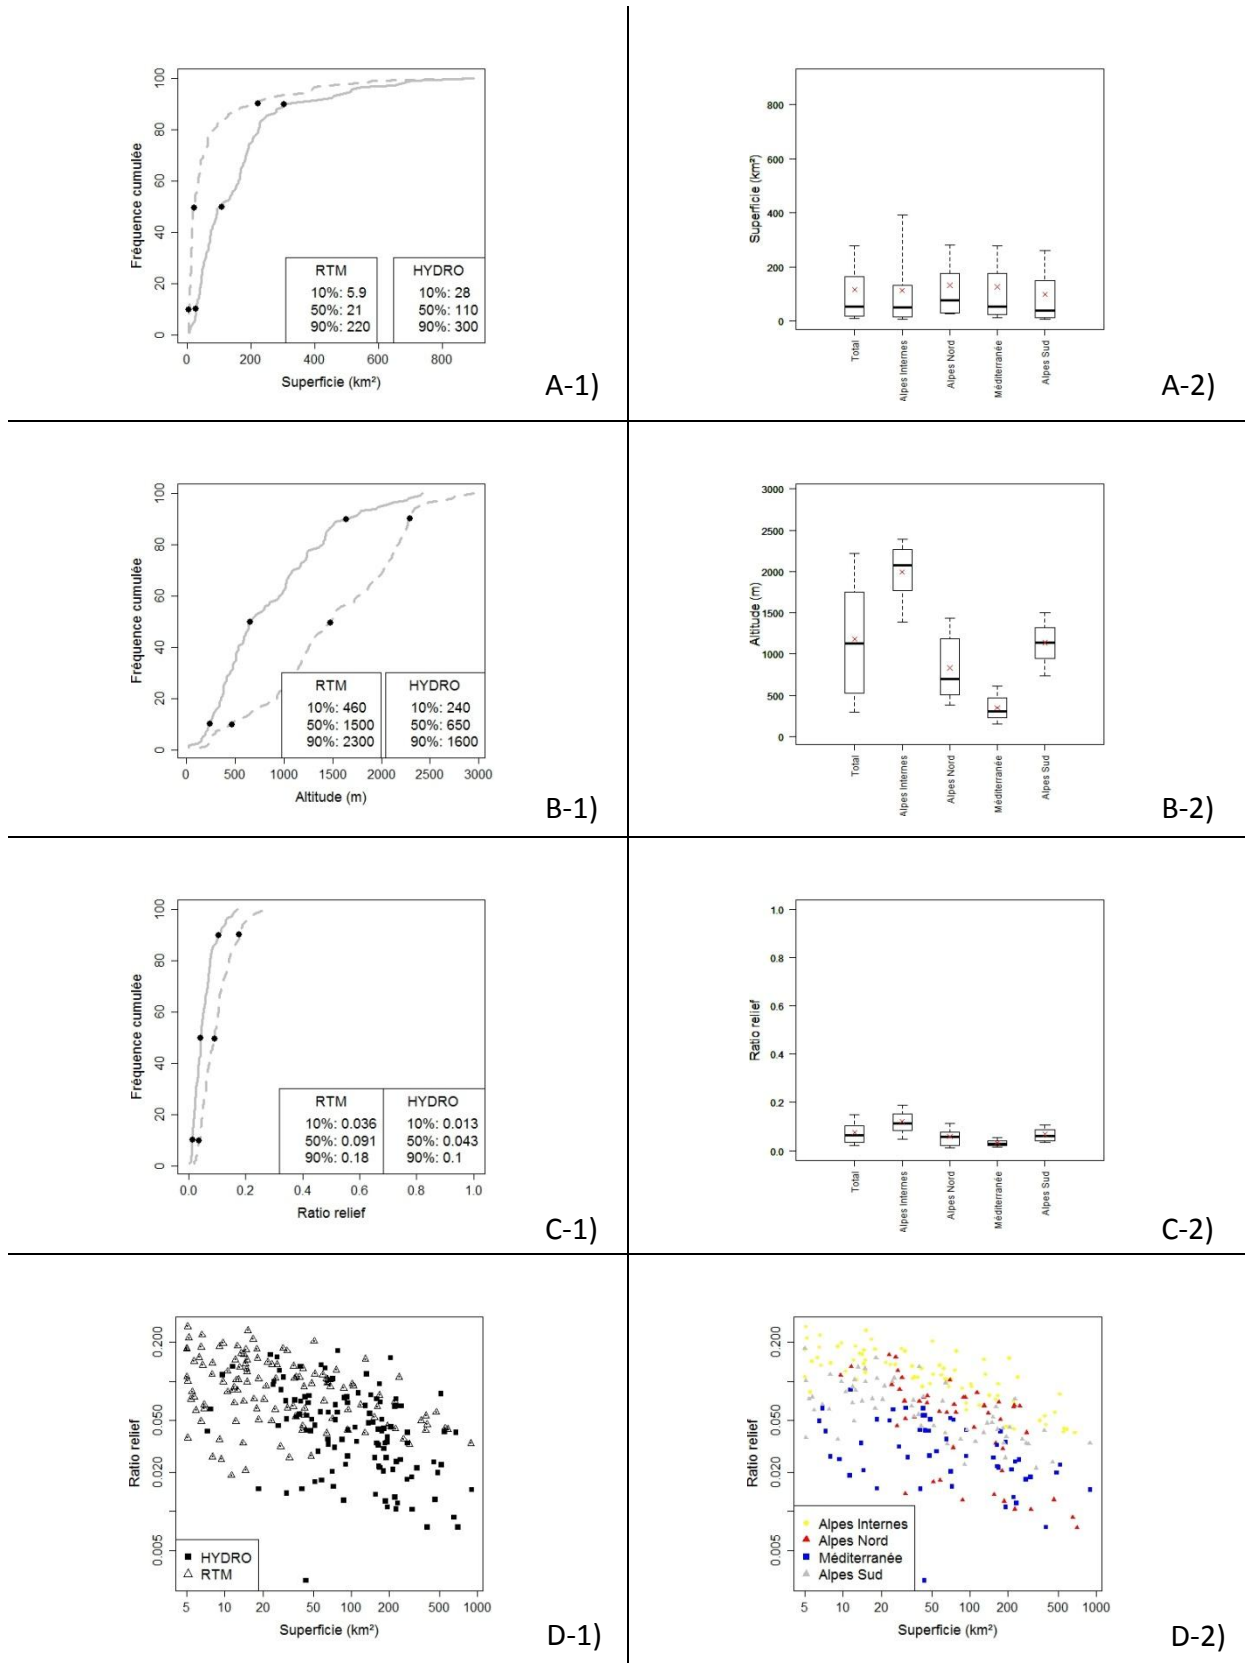 Fréquence cumulée
100
80
60
40
20
0
RTM
10%: 5.9
50%: 21
90%: 220
HYDRO
10%: 28
50%: 110
90%: 300
0 200 400 600 800
Superficie (km²)
A-1)
Superficie (km²)
800
600
400
200
0
Total
Alpes Internes
Alpes Nord
Méditerranée
Alpes Sud
A-2)
Fréquence cumulée
100
80
60
40
20
0
RTM
10%: 460
50%: 1500
90%: 2300
HYDRO
10%: 240
50%: 650
90%: 1600
0 500 1000 1500 2000 2500 3000
Altitude (m)
B-1)
Altitude (m)
3000
2500
2000
1500
1000
500
0
Total
Alpes Internes
Alpes Nord
Méditerranée
Alpes Sud
B-2)
Fréquence cumulée
100
80
60
40
20
0
RTM
10%: 0.036
50%: 0.091
90%: 0.18
HYDRO
10%: 0.013
50%: 0.043
90%: 0.1
0.0 0.2 0.4 0.6 0.8 1.0
Ratio relief
C-1)
Ratio relief
1.0
0.8
0.6
0.4
0.2
0.0
Total
Alpes Internes
Alpes Nord
Méditerranée
Alpes Sud
C-2)
Ratio relief
0.200
0.050
0.020
0.005
HYDRO
RTM
5 10 20 50 100 200 500 1000
Superficie (km²)
D-1)
Ratio relief
0.200
0.050
0.020
0.005
Alpes Internes
Alpes Nord
Méditerranée
Alpes Sud
5 10 20 50 100 200 500 1000
Superficie (km²)
D-2)